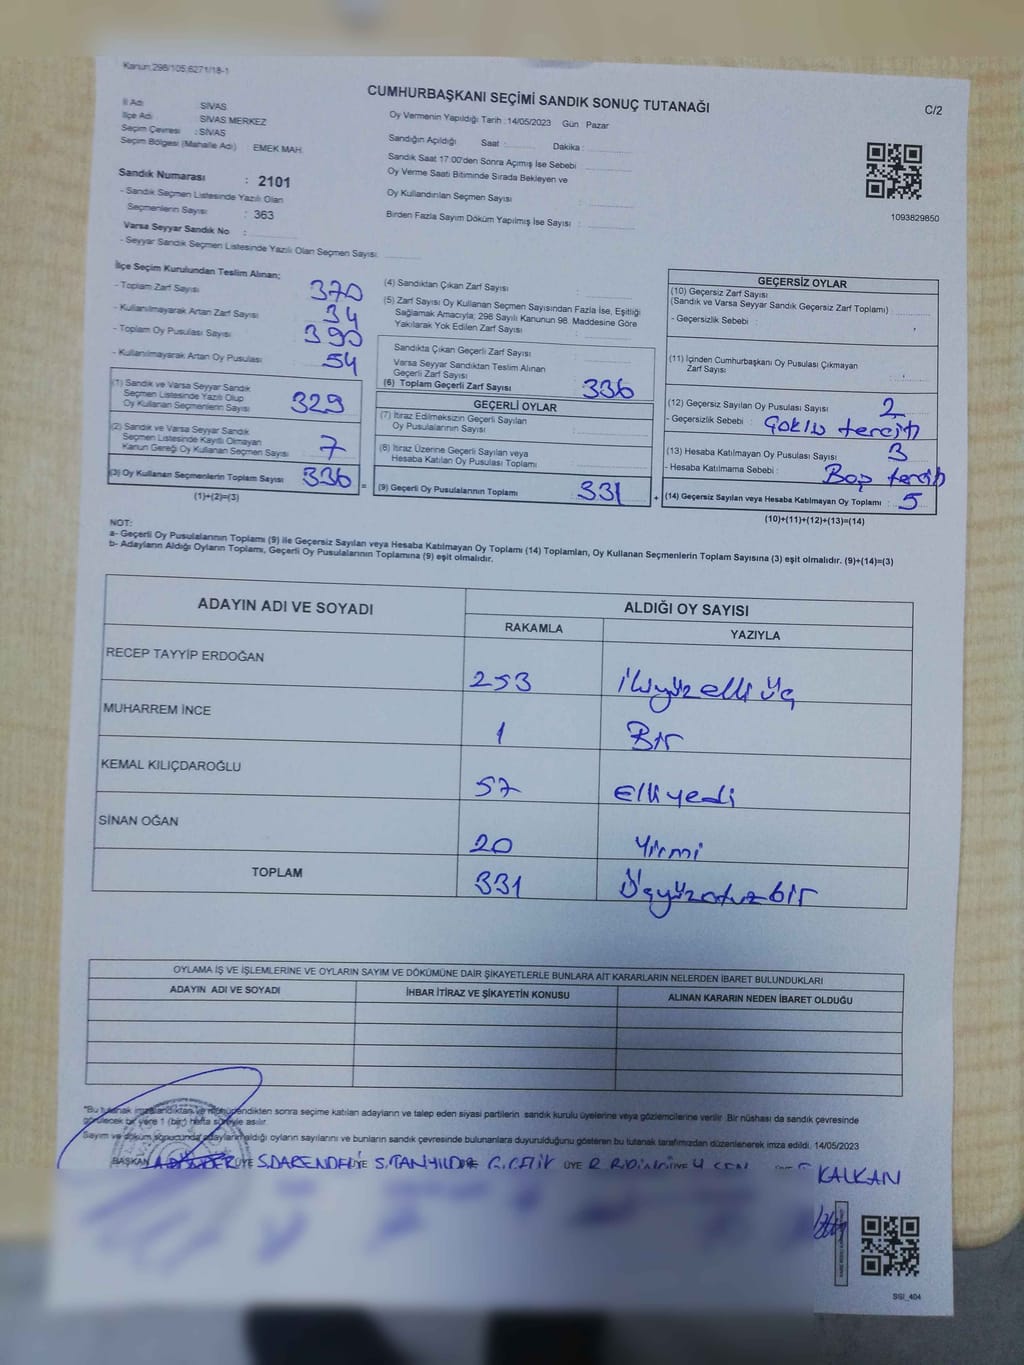 Kanun:298/105;6271/18-1
CUMHURBAŞKANI SEÇİMİ SANDIK SONUÇ TUTANAĞI
C/2
İl Adı SİVAS
İlçe Adı SİVAS MERKEZ
Seçim Çevresi : SİVAS
Seçim Bölgesi (Mahalle Adı) EMEK MAH.
Sandık Numarası : 2101
- Sandık Seçmen Listesinde Yazılı Olan
Seçmenlerin Sayısı : 363
Varsa Seyyar Sandık No :
- Seyyar Sandık Seçmen Listesinde Yazılı Olan Seçmen Sayısı
Oy Vermenin Yapıldığı Tarih : 14/05/2023 Gün Pazar
Sandığın Açıldığı Saat : Dakika :
Sandık Saat 17:00'den Sonra Açımış İse Sebebi :
Oy Verme Saati Bitiminde Sırada Bekleyen ve
Oy Kullandırılan Seçmen Sayısı :
Birden Fazla Sayım Döküm Yapılmış İse Sayısı :
1093829850
İlçe Seçim Kurulundan Teslim Alınan;
- Toplam Zarf Sayısı 370
- Kullanılmayarak Artan Zarf Sayısı 34
- Toplam Oy Pusulası Sayısı 390
- Kullanılmayarak Artan Oy Pusulası 54
(1) Sandık ve Varsa Seyyar Sandık
Seçmen Listesinde Yazılı Olup
Oy Kullanan Seçmenlerin Sayısı 329
(2) Sandık ve Varsa Seyyar Sandık
Seçmen Listesinde Kayıtlı Olmayan
Kanun Gereği Oy Kullanan Seçmen Sayısı 7
(3) Oy Kullanan Seçmenlerin Toplam Sayısı 336 =
(1)+(2)=(3)
(4) Sandıktan Çıkan Zarf Sayısı :
(5) Zarf Sayısı Oy Kullanan Seçmen Sayısından Fazla İse, Eşitliği
Sağlamak Amacıyla; 298 Sayılı Kanunun 98. Maddesine Göre
Yakılarak Yok Edilen Zarf Sayısı :
Sandıkta Çıkan Geçerli Zarf Sayısı
Varsa Seyyar Sandıktan Teslim Alınan
Geçerli Zarf Sayısı
(6) Toplam Geçerli Zarf Sayısı 336
GEÇERLİ OYLAR
(7) İtiraz Edilmeksizin Geçerli Sayılan
Oy Pusulalarının Sayısı
(8) İtiraz Üzerine Geçerli Sayılan veya
Hesaba Katılan Oy Pusulası Toplamı
(9) Geçerli Oy Pusulalarının Toplamı 331 +
GEÇERSİZ OYLAR
(10) Geçersiz Zarf Sayısı
(Sandık ve Varsa Seyyar Sandık Geçersiz Zarf Toplamı) :
- Geçersizlik Sebebi :
(11) İçinden Cumhurbaşkanı Oy Pusulası Çıkmayan
Zarf Sayısı
(12) Geçersiz Sayılan Oy Pusulası Sayısı : 2
- Geçersizlik Sebebi : Çoklu tercih
(13) Hesaba Katılmayan Oy Pusulası Sayısı : 3
- Hesaba Katılmama Sebebi : Boş tercih
(14) Geçersiz Sayılan veya Hesaba Katılmayan Oy Toplamı : 5
(10)+(11)+(12)+(13)=(14)
NOT:
a- Geçerli Oy Pusulalarının Toplamı (9) ile Geçersiz Sayılan veya Hesaba Katılmayan Oy Toplamı (14) Toplamları, Oy Kullanan Seçmenlerin Toplam Sayısına (3) eşit olmalıdır. (9)+(14)=(3)
b- Adayların Aldığı Oyların Toplamı, Geçerli Oy Pusulalarının Toplamına (9) eşit olmalıdır.
ADAYIN ADI VE SOYADI ALDIĞI OY SAYISI
RAKAMLA YAZIYLA
RECEP TAYYİP ERDOĞAN 253 ikiyüzelli üç
MUHARREM İNCE 1 Bir
KEMAL KILIÇDAROĞLU 57 Elliyedi
SİNAN OĞAN 20 Yirmi
TOPLAM 331 Üçyüzotuzbir
OYLAMA İŞ VE İŞLEMLERİNE VE OYLARIN SAYIM VE DÖKÜMÜNE DAİR ŞİKAYETLERLE BUNLARA AİT KARARLARIN NELERDEN İBARET BULUNDUKLARI
ADAYIN ADI VE SOYADI İHBAR İTİRAZ VE ŞİKAYETİN KONUSU ALINAN KARARIN NEDEN İBARET OLDUĞU
"Bu tutanak imzalandıktan ve mühürlendikten sonra seçime katılan adayların ve talep eden siyasi partilerin sandık kurulu üyelerine veya gözlemcilerine verilir. Bir nüshası da sandık çevresinde
görülecek bir yere 1 (bir) hafta süreyle asılır.
Sayım ve döküm sonucunda adayların aldığı oyların sayılarını ve bunların sandık çevresinde bulunanlara duyurulduğunu gösteren bu tutanak tarafımızdan düzenlenerek imza edildi. 14/05/2023
BAŞKAN ÜYE S.DARENDELİ ÜYE S.TANYILDIZ G.ÇELİK ÜYE KALKAN
SSI_404